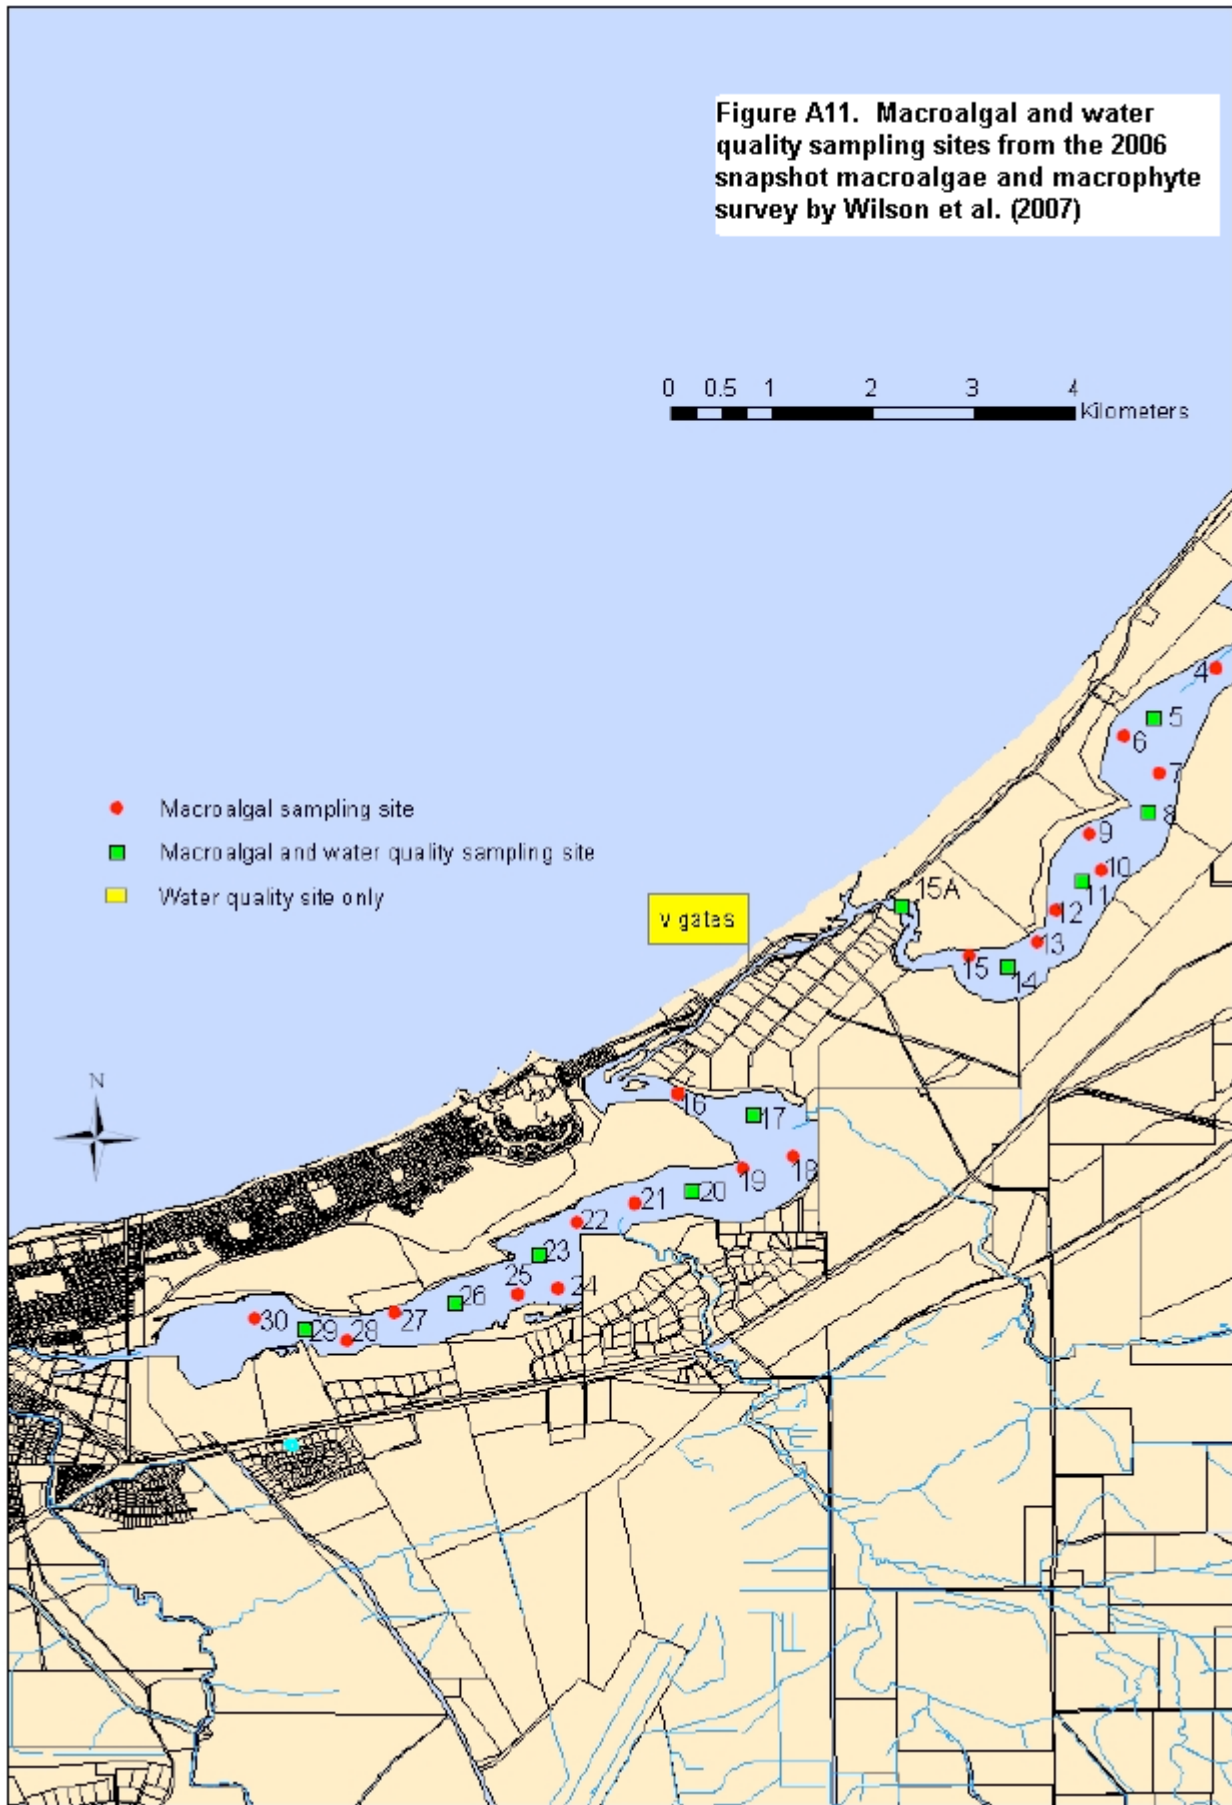 Figure A11. Macroalgal and water
quality sampling sites from the 2006
snapshot macroalgae and macrophyte
survey by Wilson et al. (2007)
0 0.5 1 2 3 4
Kilometers
4
5
6
7
8
Macroalgal sampling site
9
Macroalgal and water quality sampling site
10
11
15A
Water quality site only
12
v gates
13
15
14
N
16
17
18
19
20
21
22
23
24
25
26
27
30
29
28